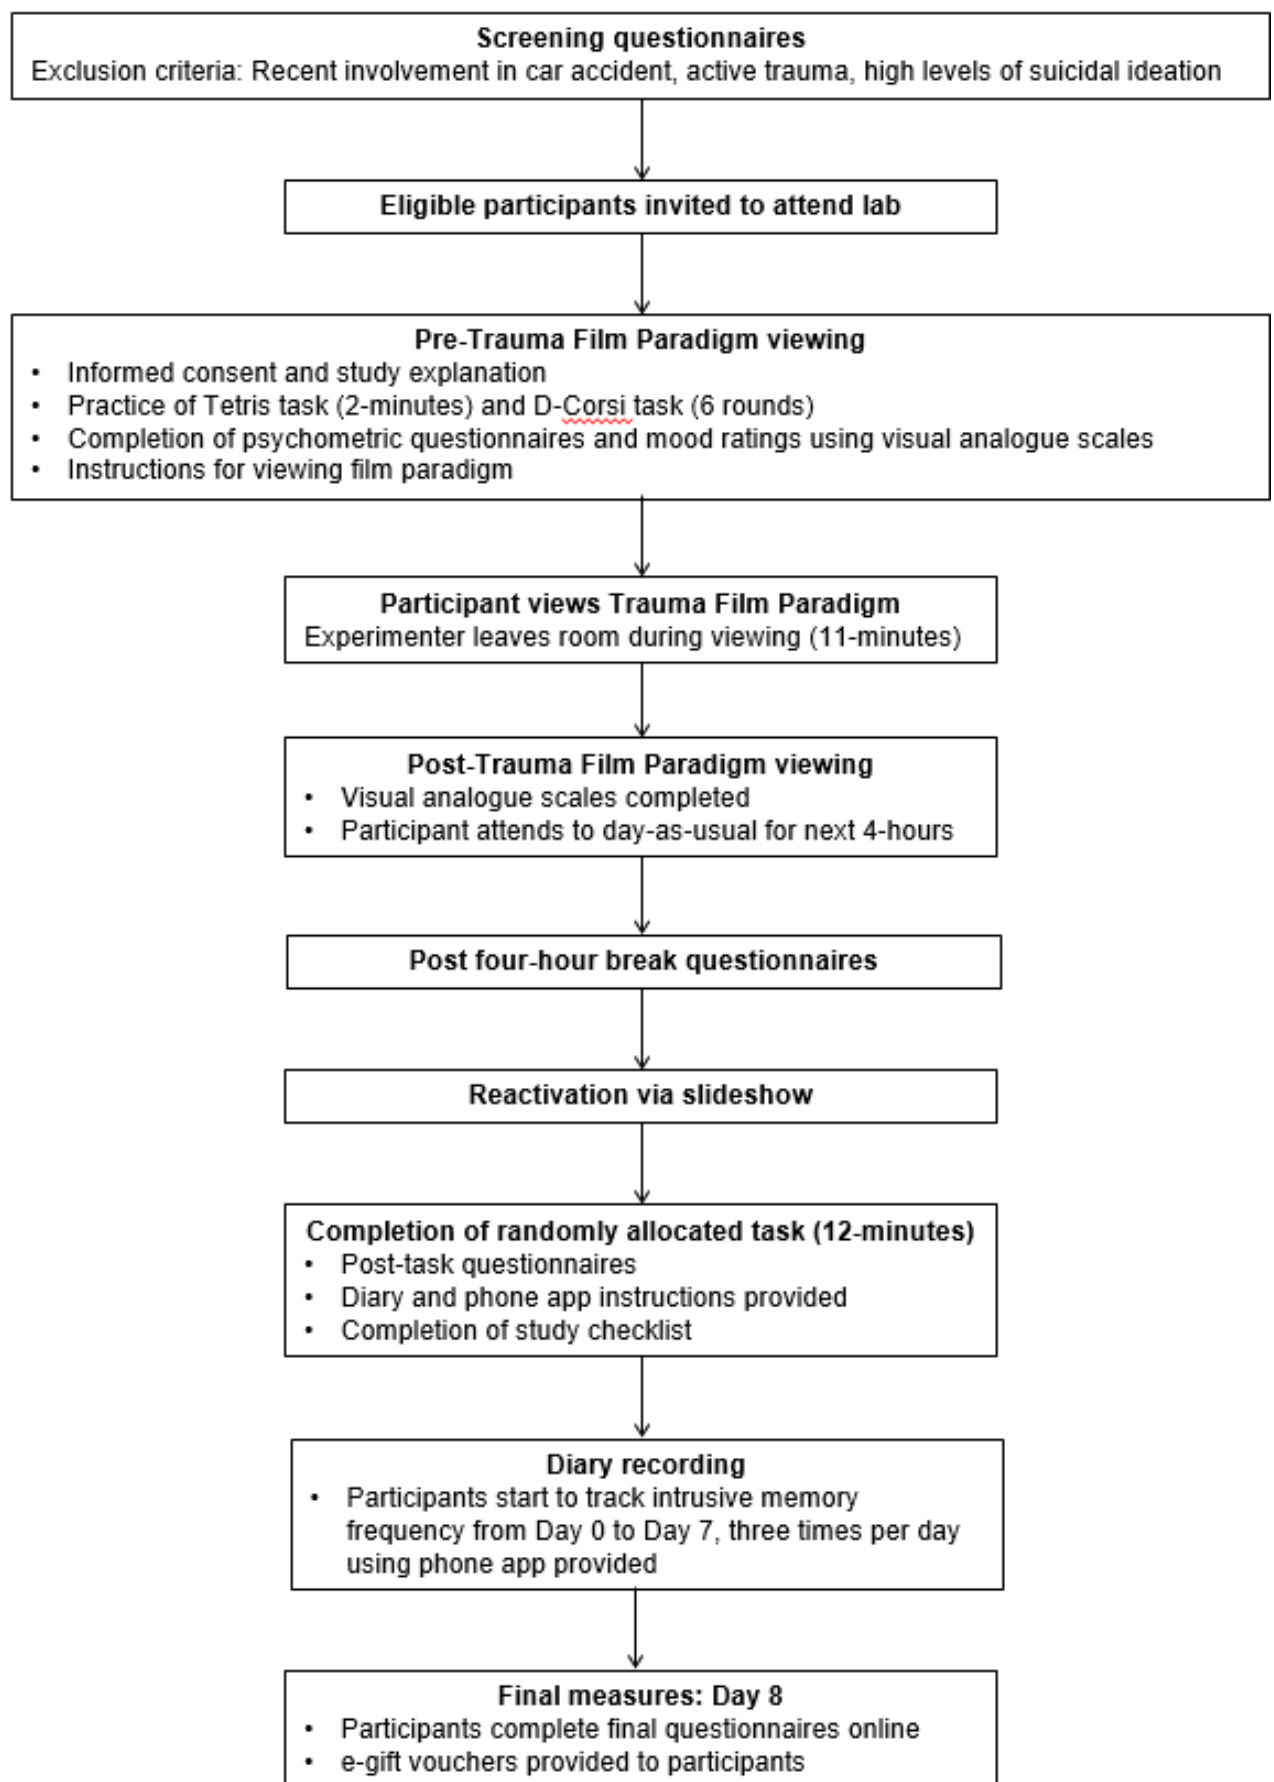 Screening questionnaires
Exclusion criteria: Recent involvement in car accident, active trauma, high levels of suicidal ideation
Eligible participants invited to attend lab
Pre-Trauma Film Paradigm viewing
• Informed consent and study explanation
• Practice of Tetris task (2-minutes) and D-Corsi task (6 rounds)
• Completion of psychometric questionnaires and mood ratings using visual analogue scales
• Instructions for viewing film paradigm
Participant views Trauma Film Paradigm
Experimenter leaves room during viewing (11-minutes)
Post-Trauma Film Paradigm viewing
• Visual analogue scales completed
• Participant attends to day-as-usual for next 4-hours
Post four-hour break questionnaires
Reactivation via slideshow
Completion of randomly allocated task (12-minutes)
• Post-task questionnaires
• Diary and phone app instructions provided
• Completion of study checklist
Diary recording
• Participants start to track intrusive memory
frequency from Day 0 to Day 7, three times per day
using phone app provided
Final measures: Day 8
• Participants complete final questionnaires online
• e-gift vouchers provided to participants